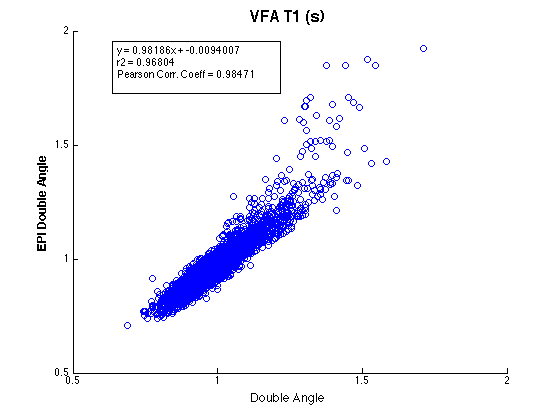 VFA T1 (s)
2
y = 0.98186x + -0.0094007
r2 = 0.96804
Pearson Corr. Coeff = 0.98471
1.5
EPI Double Angle
1
0.5
0.5 1 1.5 2
Double Angle